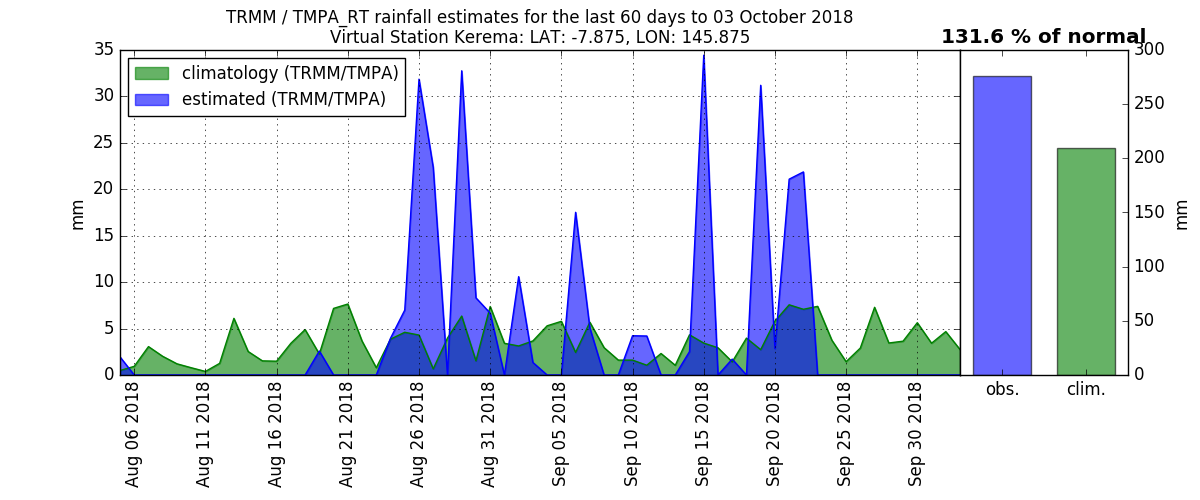 TRMM / TMPA_RT rainfall estimates for the last 60 days to 03 October 2018
Virtual Station Kerema: LAT: -7.875, LON: 145.875
131.6 % of normal
climatology (TRMM/TMPA)
estimated (TRMM/TMPA)
35
30
25
20
15
10
5
0
mm
Aug 06 2018
Aug 11 2018
Aug 16 2018
Aug 21 2018
Aug 26 2018
Aug 31 2018
Sep 05 2018
Sep 10 2018
Sep 15 2018
Sep 20 2018
Sep 25 2018
Sep 30 2018
obs.
clim.
300
250
200
150
100
50
0
mm